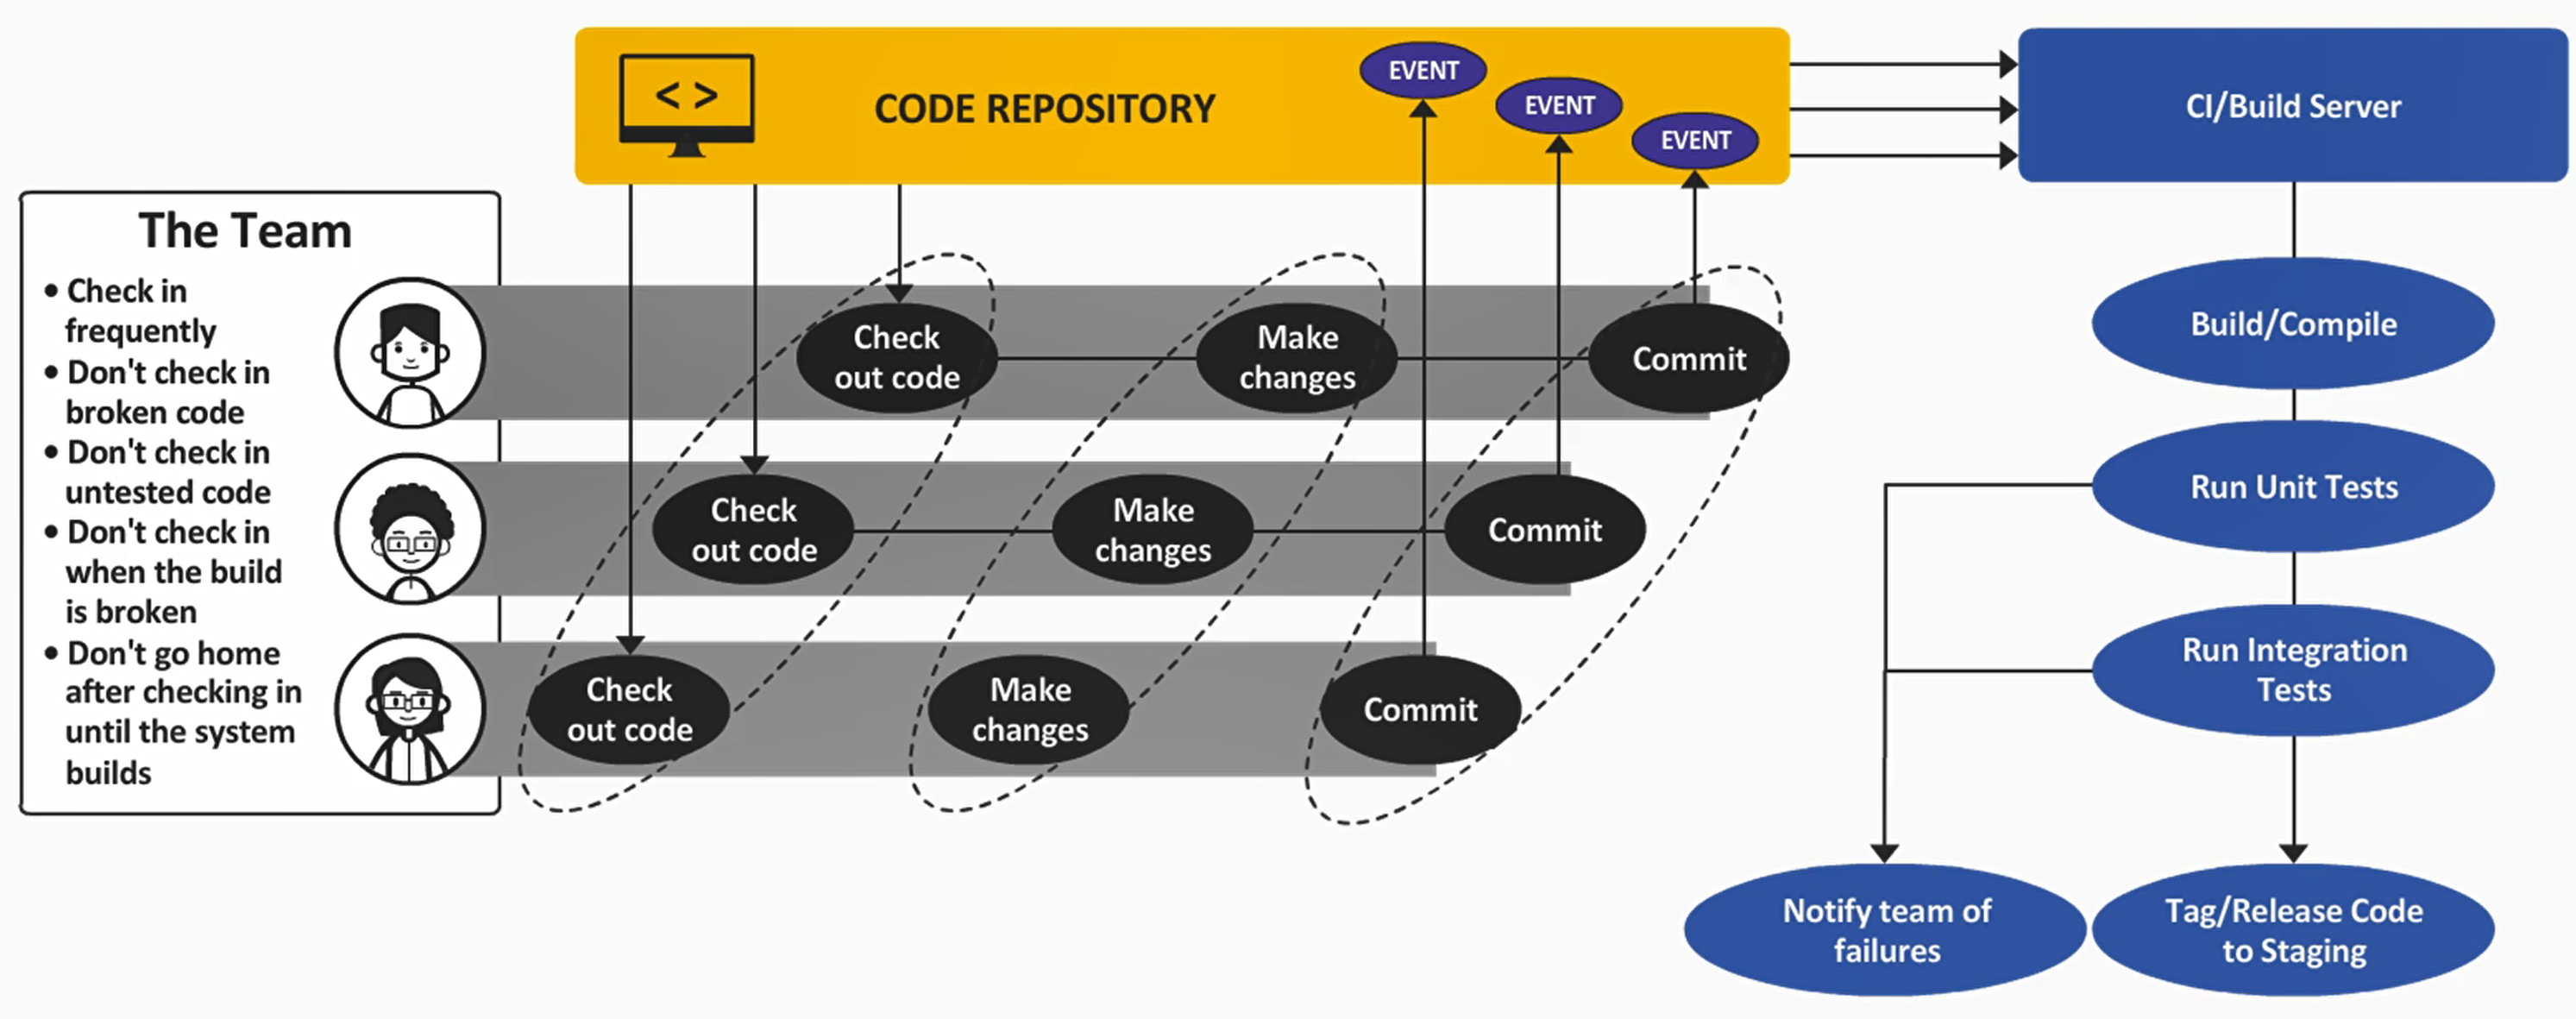 < >
CODE REPOSITORY
EVENT
EVENT
EVENT
CI/Build Server
The Team
• Check in
frequently
• Don't check in
broken code
• Don't check in
untested code
• Don't check in
when the build
is broken
• Don't go home
after checking in
until the system
builds
Check
out code
Make
changes
Commit
Check
out code
Make
changes
Commit
Check
out code
Make
changes
Commit
Build/Compile
Run Unit Tests
Run Integration
Tests
Notify team of
failures
Tag/Release Code
to Staging